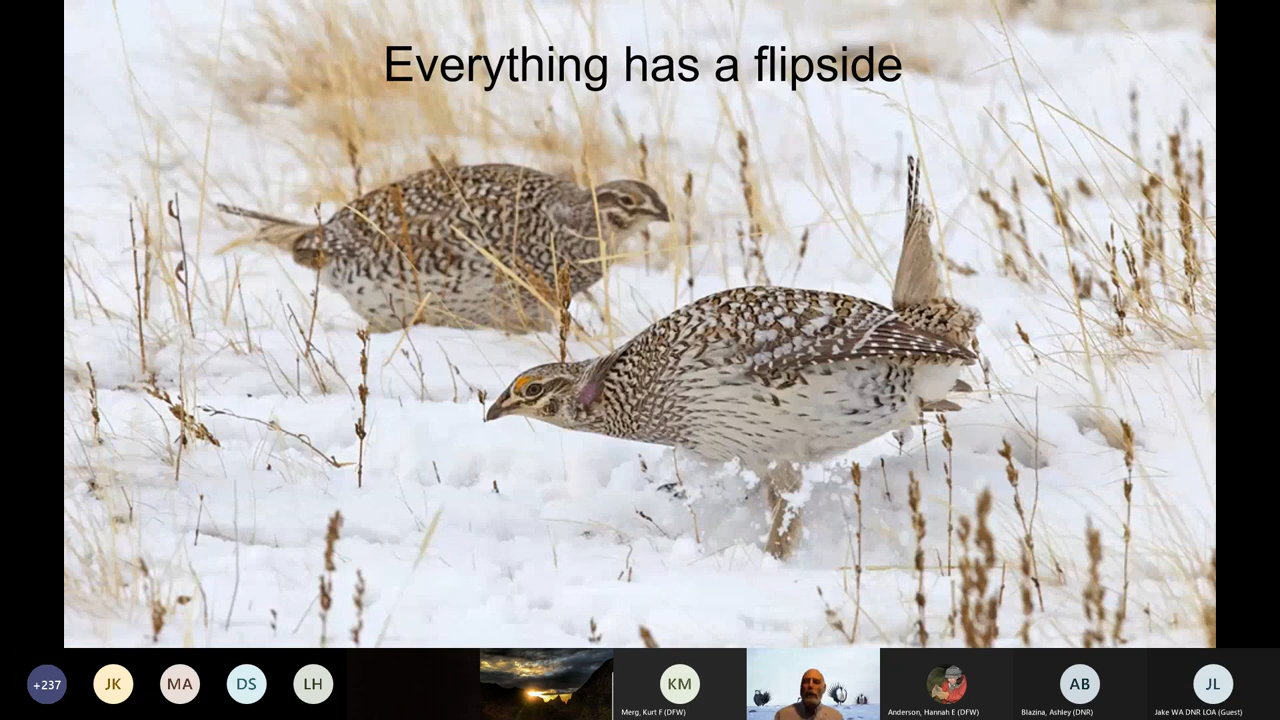 Everything has a flipside
+237
JK
MA
DS
LH
KM
Merg, Kurt F (DFW)
Anderson, Hannah E (DFW)
AB
Blazina, Ashley (DNR)
JL
Jake WA DNR LOA (Guest)